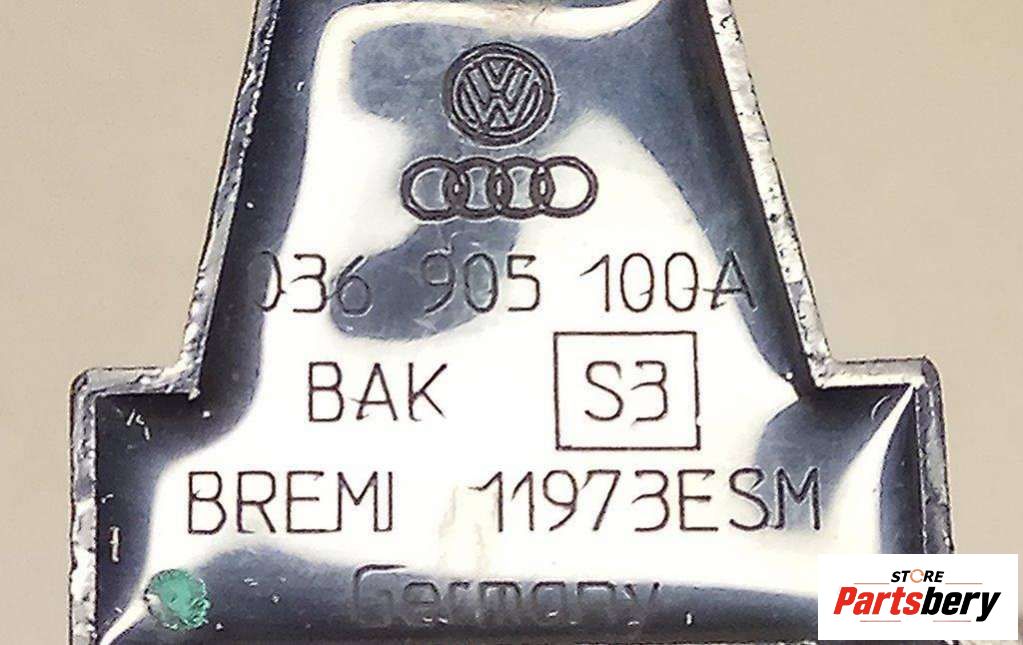 036 905 100A
BAK S3
BREMI 11973ESM
Germany
STORE
Partsbery